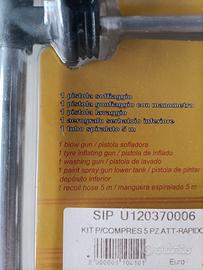 1 pistola soffiaggio
1 pistola gonfiaggio con manometro
1 pistola lavaggio
1 aerografo serbatoio inferiore
1 tubo spiralato 5 m
1 blow gun / pistola sofladora
1 tyre inflating gun / pistola de inflado
1 washing gun / pistola de lavado
1 paint spray gun lower tank / pistola de pintar
depósito inferior
1 recoil hose 5 m / manguera espiralado 5 m
SIP U120370006
KIT P/COMPRES 5 PZ ATT-RAPIDO
Euro